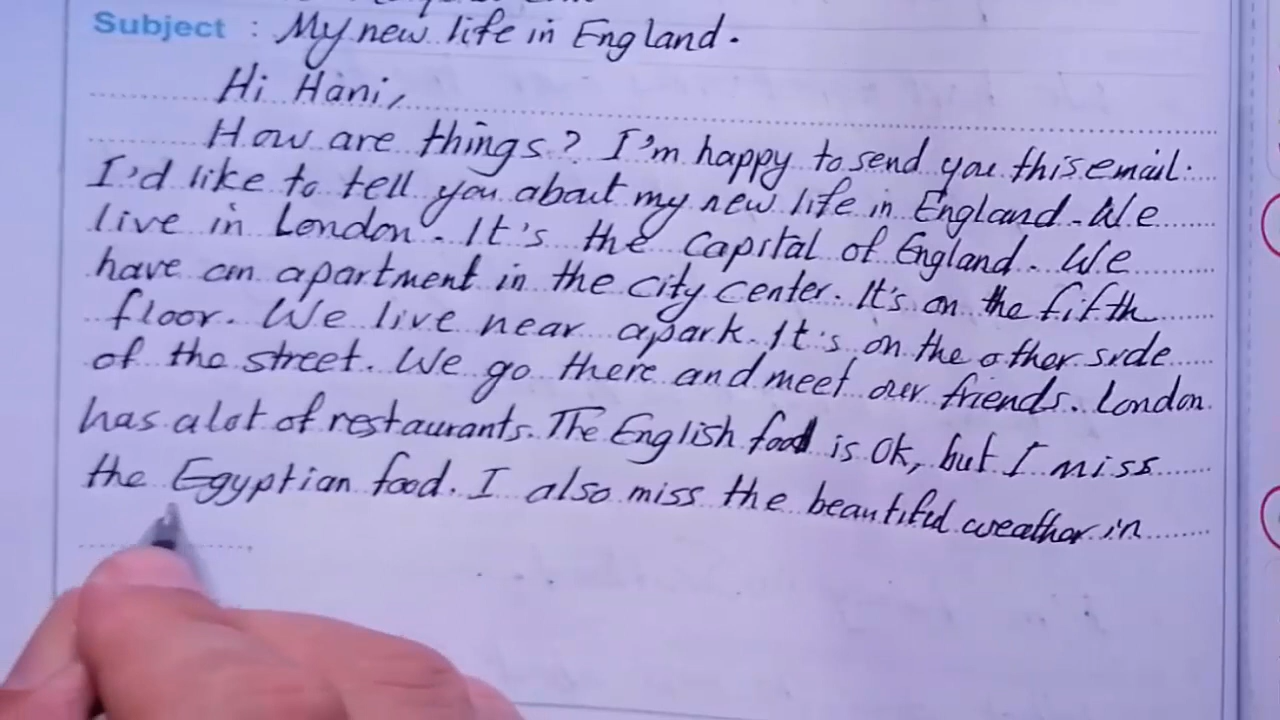 Subject : My new life in England.
Hi Hani,
How are things? I'm happy to send you this email.
I'd like to tell you about my new life in England. We
live in London. It's the capital of England. We
have an apartment in the city center. It's on the fifth
floor. We live near a park. It's on the other side
of the street. We go there and meet our friends. London
has a lot of restaurants. The English food is ok, but I miss
the Egyptian food. I also miss the beautiful weather in